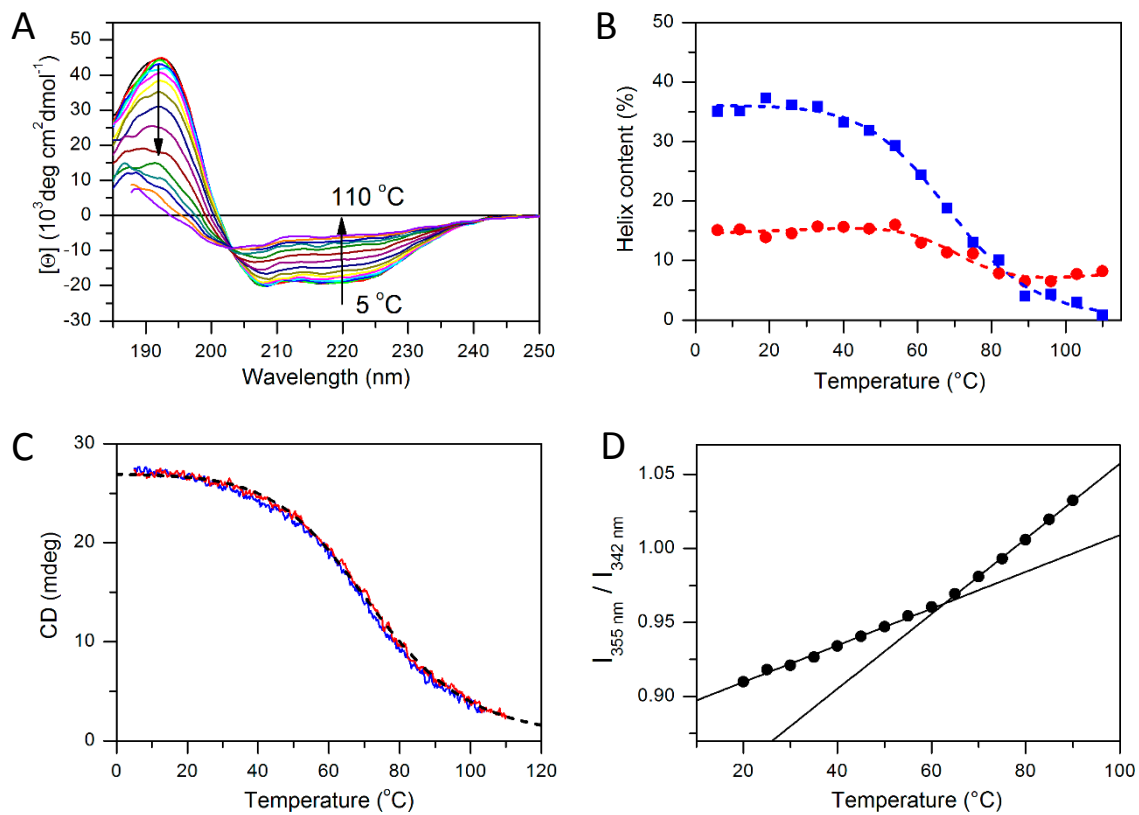 A
50
40
30
20
10
0
-10
-20
-30
[Θ] (10³deg cm² dmol⁻¹)
110 °C
5 °C
190 200 210 220 230 240 250
Wavelength (nm)
B
50
40
30
20
10
0
Helix content (%)
0 20 40 60 80 100
Temperature (°C)
C
30
20
10
0
CD (mdeg)
0 20 40 60 80 100 120
Temperature (°C)
D
1.05
1.00
0.95
0.90
I355 nm / I342 nm
20 40 60 80 100
Temperature (°C)